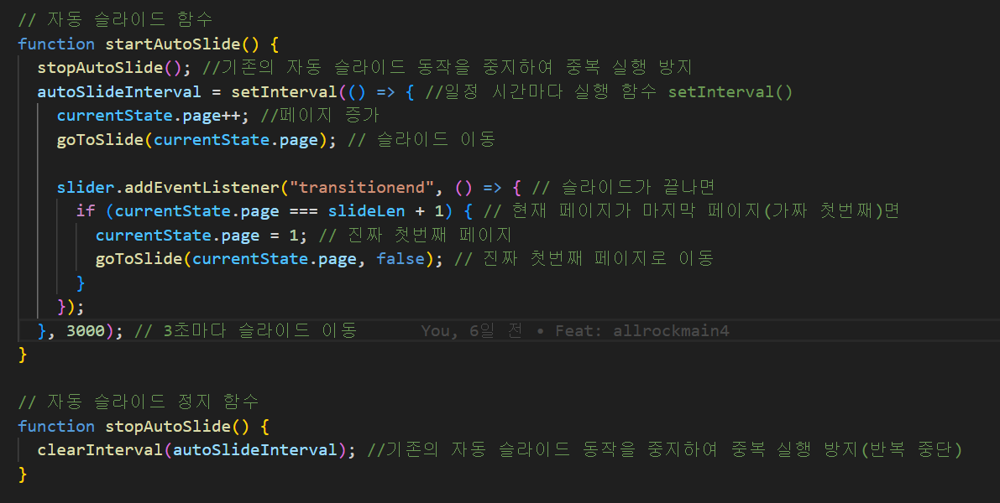 // 자동 슬라이드 함수
function startAutoSlide() {
  stopAutoSlide(); //기존의 자동 슬라이드 동작을 중지하여 중복 실행 방지
  autoSlideInterval = setInterval(() => { //일정 시간마다 실행 함수 setInterval()
    currentState.page++; //페이지 증가
    goToSlide(currentState.page); // 슬라이드 이동

    slider.addEventListener("transitionend", () => { // 슬라이드가 끝나면
      if (currentState.page === slideLen + 1) { // 현재 페이지가 마지막 페이지(가짜 첫번째)면
        currentState.page = 1; // 진짜 첫번째 페이지
        goToSlide(currentState.page, false); // 진짜 첫번째 페이지로 이동
      }
    });
  }, 3000); // 3초마다 슬라이드 이동 You, 6일 전 • Feat: allrockmain4
}

// 자동 슬라이드 정지 함수
function stopAutoSlide() {
  clearInterval(autoSlideInterval); //기존의 자동 슬라이드 동작을 중지하여 중복 실행 방지(반복 중단)
}